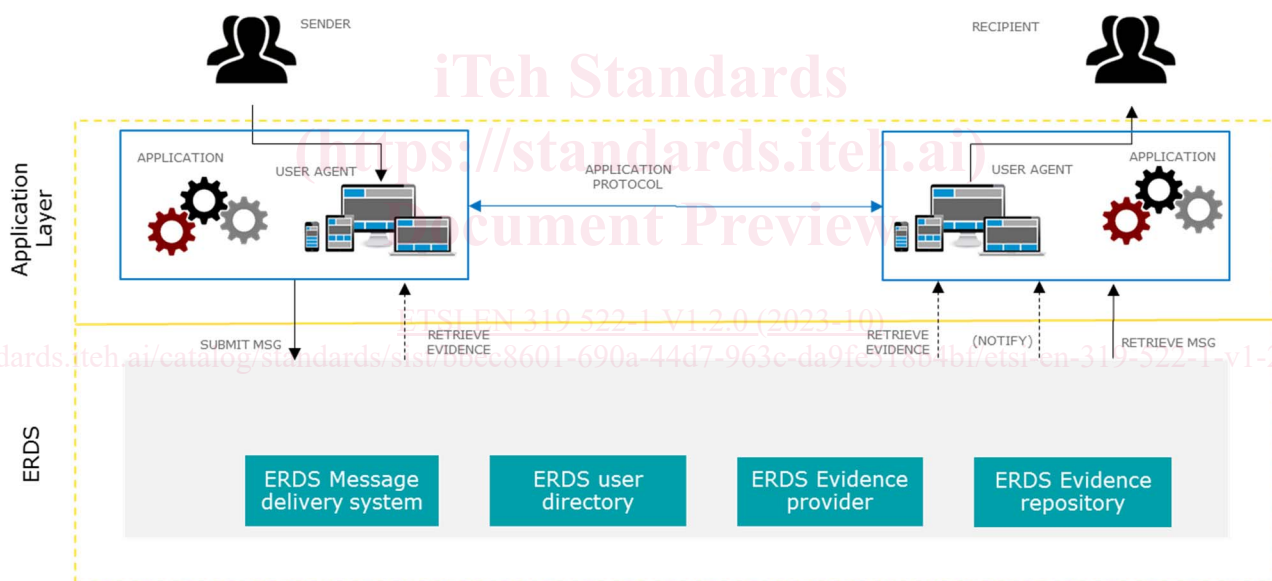 SENDER
RECIPIENT
iTeh Standards
(https://standards.iteh.ai)
Document Preview
Application
Layer
APPLICATION
USER AGENT
APPLICATION
PROTOCOL
USER AGENT
APPLICATION
ETSI EN 319 522-1 V1.2.0 (2023-10)
SUBMIT MSG
RETRIEVE
EVIDENCE
RETRIEVE
EVIDENCE
(NOTIFY)
RETRIEVE MSG
ERDS
ERDS Message
delivery system
ERDS user
directory
ERDS Evidence
provider
ERDS Evidence
repository